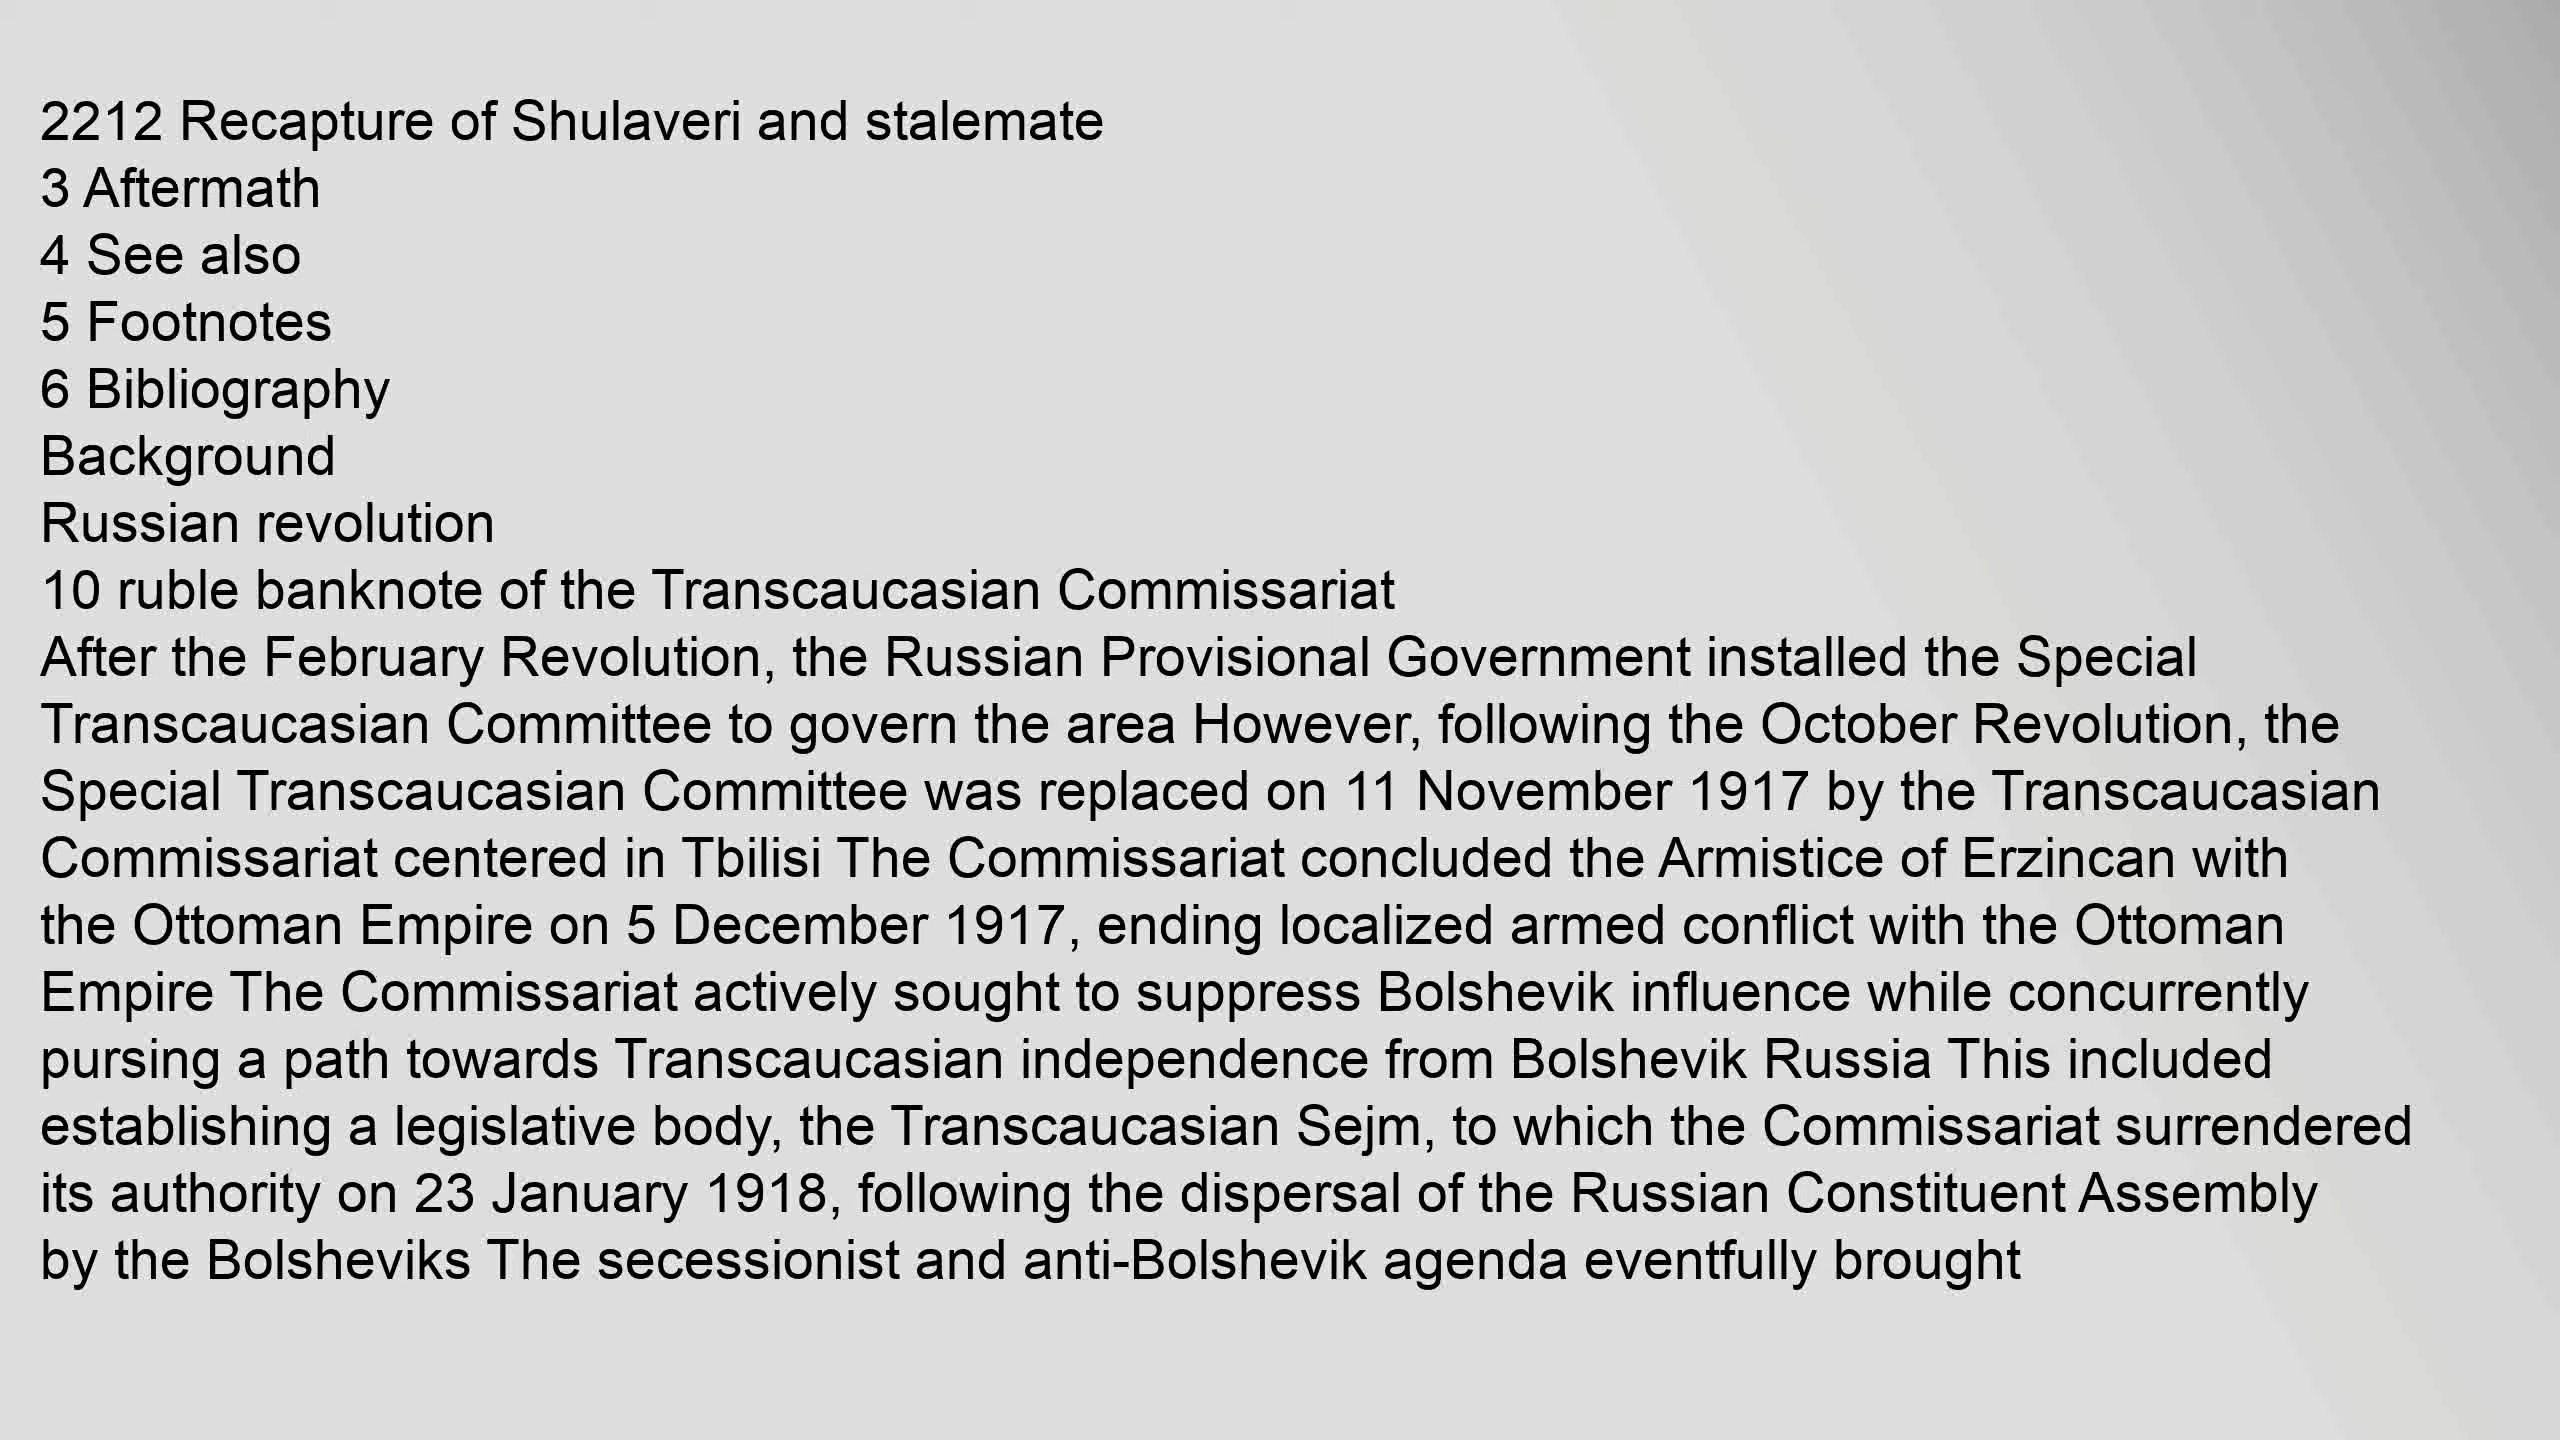 2212 Recapture of Shulaveri and stalemate
3 Aftermath
4 See also
5 Footnotes
6 Bibliography
Background
Russian revolution
10 ruble banknote of the Transcaucasian Commissariat
After the February Revolution, the Russian Provisional Government installed the Special
Transcaucasian Committee to govern the area However, following the October Revolution, the
Special Transcaucasian Committee was replaced on 11 November 1917 by the Transcaucasian
Commissariat centered in Tbilisi The Commissariat concluded the Armistice of Erzincan with
the Ottoman Empire on 5 December 1917, ending localized armed conflict with the Ottoman
Empire The Commissariat actively sought to suppress Bolshevik influence while concurrently
pursing a path towards Transcaucasian independence from Bolshevik Russia This included
establishing a legislative body, the Transcaucasian Sejm, to which the Commissariat surrendered
its authority on 23 January 1918, following the dispersal of the Russian Constituent Assembly
by the Bolsheviks The secessionist and anti-Bolshevik agenda eventfully brought